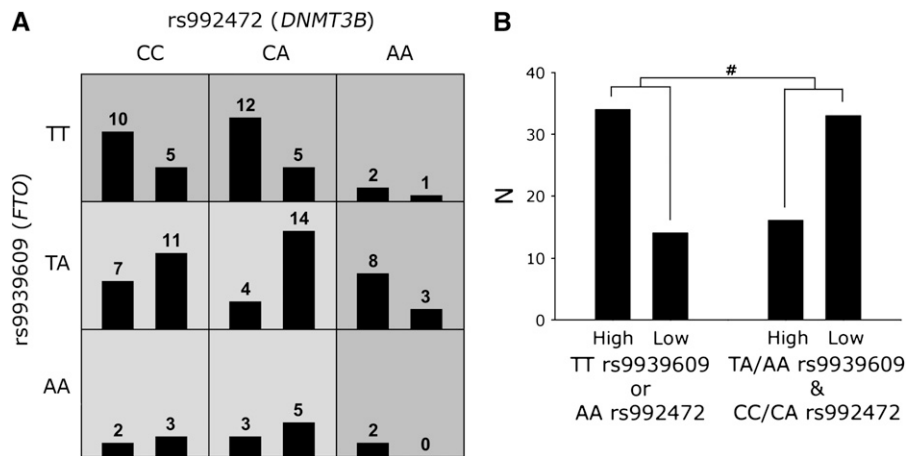 A
rs992472 (DNMT3B)
CC CA AA
rs9939609 (FTO)
TT
10 5 12 5 2 1
TA
7 11 4 14 8 3
AA
2 3 3 5 2 0
B
#
N
40
30
20
10
0
High Low High Low
TT rs9939609 TA/AA rs9939609
or &
AA rs992472 CC/CA rs992472